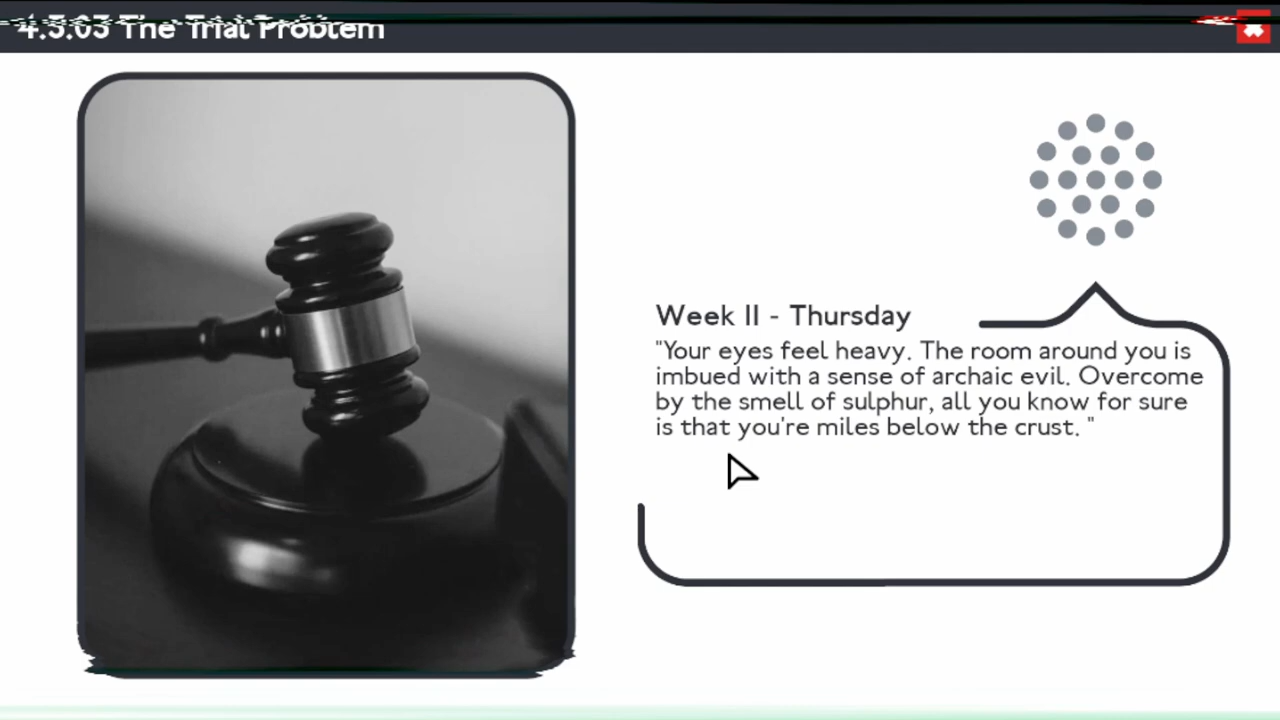 4.3.03 The Trial Problem
Week II - Thursday
"Your eyes feel heavy. The room around you is
imbued with a sense of archaic evil. Overcome
by the smell of sulphur, all you know for sure
is that you're miles below the crust. "